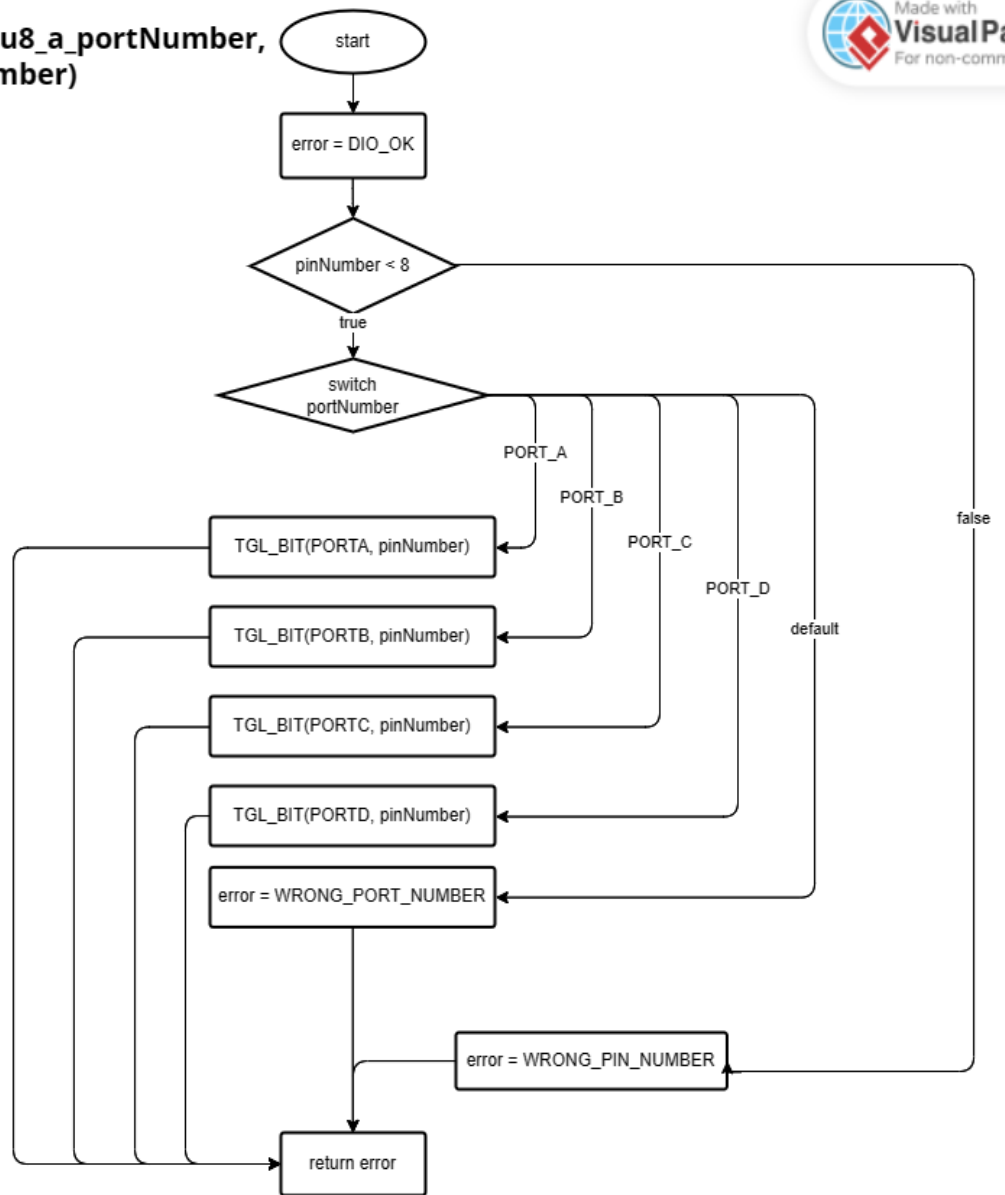 u8_a_portNumber,
mber)
start
Made with
Visual Pa
For non-comm
error = DIO_OK
pinNumber < 8
true
switch
portNumber
PORT_A
PORT_B
false
TGL_BIT(PORTA, pinNumber)
PORT_C
PORT_D
default
TGL_BIT(PORTB, pinNumber)
TGL_BIT(PORTC, pinNumber)
TGL_BIT(PORTD, pinNumber)
error = WRONG_PORT_NUMBER
error = WRONG_PIN_NUMBER
return error